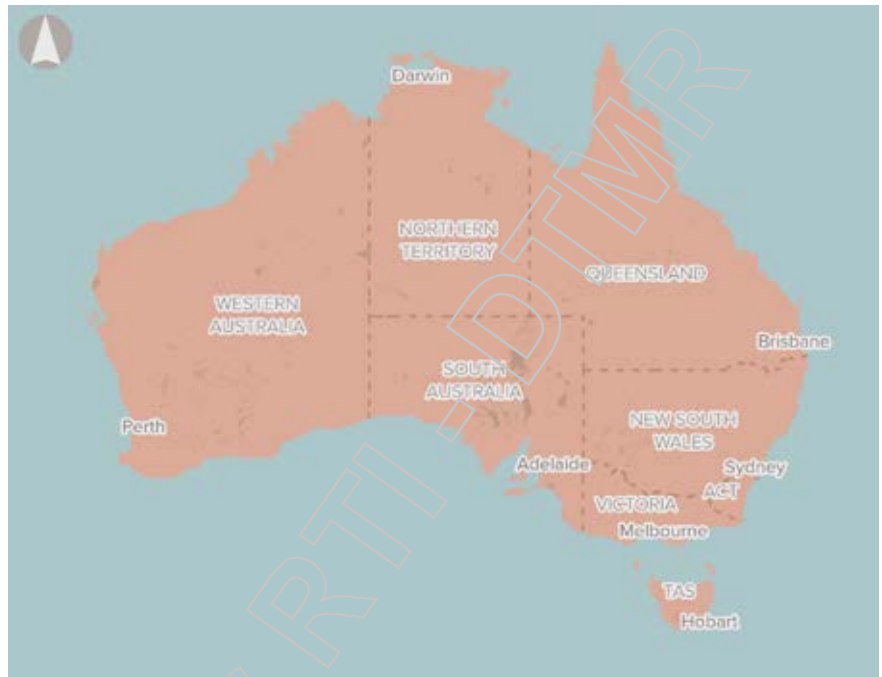 Darwin
NORTHERN
TERRITORY
QUEENSLAND
WESTERN
AUSTRALIA
Brisbane
SOUTH
AUSTRALIA
NEW SOUTH
WALES
Perth
Adelaide
Sydney
ACT
VICTORIA
Melbourne
TAS
Hobart
RTI - DTMR